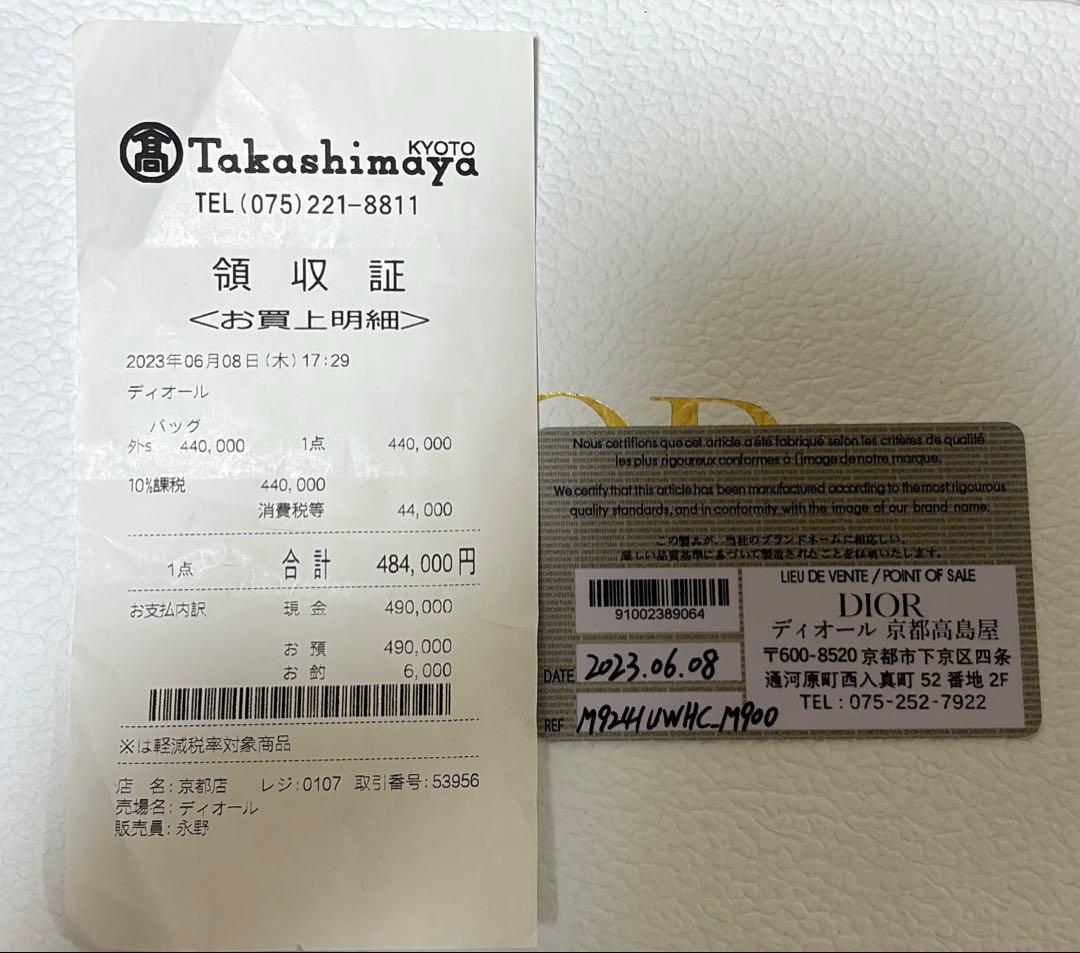 高 Takashimaya KYOTO
TEL(075)221-8811
領収証
<お買上明細>
2023年06月08日(木)17:29
ディオール
バッグ
外s 440,000 1点 440,000
10%課税 440,000
消費税等 44,000
1点 合計 484,000円
お支払内訳 現金 490,000
お預 490,000
お釣 6,000
※は軽減税率対象商品
店 名:京都店 レジ:0107 取引番号:53956
売場名:ディオール
販売員:永野
Nous certifions que cet article a été fabriqué selon les critères de qualité
les plus rigoureux conformes à l'image de notre marque.
We certify that this article has been manufactured according to the most rigourous
quality standards, and in conformity with the image of our brand name.
この製品が、当社のブランドネームに相応しい、
厳しい品質基準に基づいて製造されたことを証明いたします。
91002389064
DATE 2023.06.08
REF M9241UWHC_M900
LIEU DE VENTE / POINT OF SALE
DIOR
ディオール 京都高島屋
〒600-8520 京都市下京区四条
通河原町西入真町 52 番地 2F
TEL : 075-252-7922